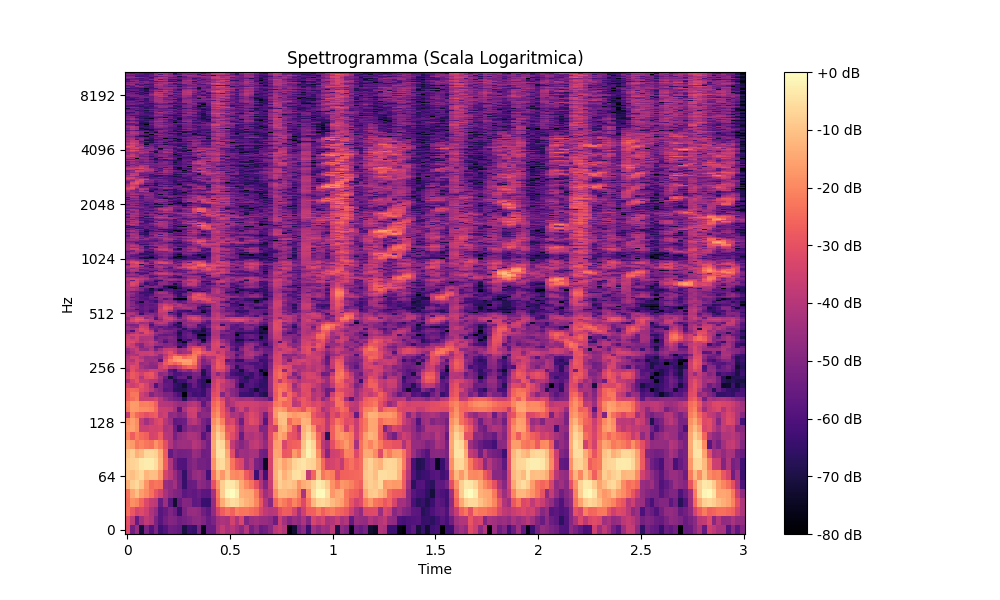 Spettrogramma (Scala Logaritmica)
Hz
8192
4096
2048
1024
512
256
128
64
0
0
0.5
1
1.5
2
2.5
3
Time
+0 dB
-10 dB
-20 dB
-30 dB
-40 dB
-50 dB
-60 dB
-70 dB
-80 dB